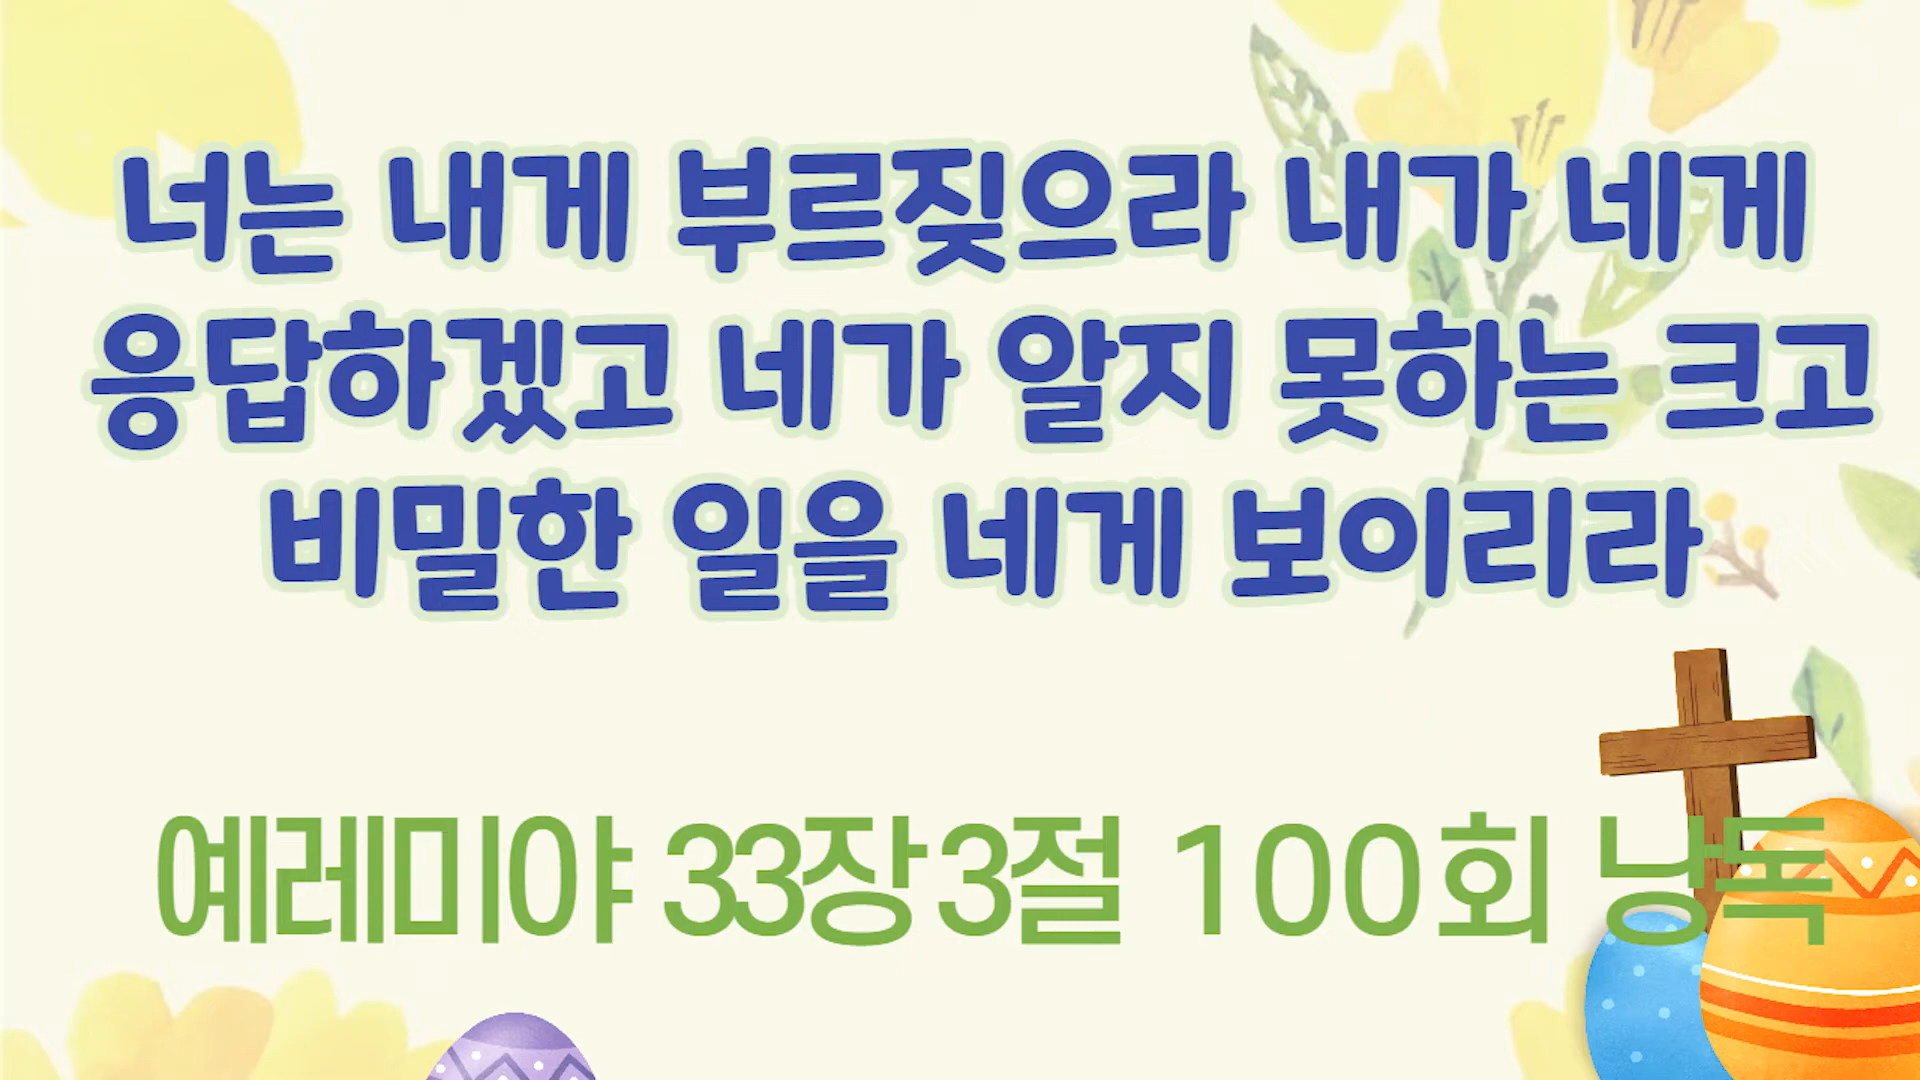 너는 내게 부르짖으라 내가 네게
응답하겠고 네가 알지 못하는 크고
비밀한 일을 네게 보이리라
예레미야 33장 3절 100회 낭독